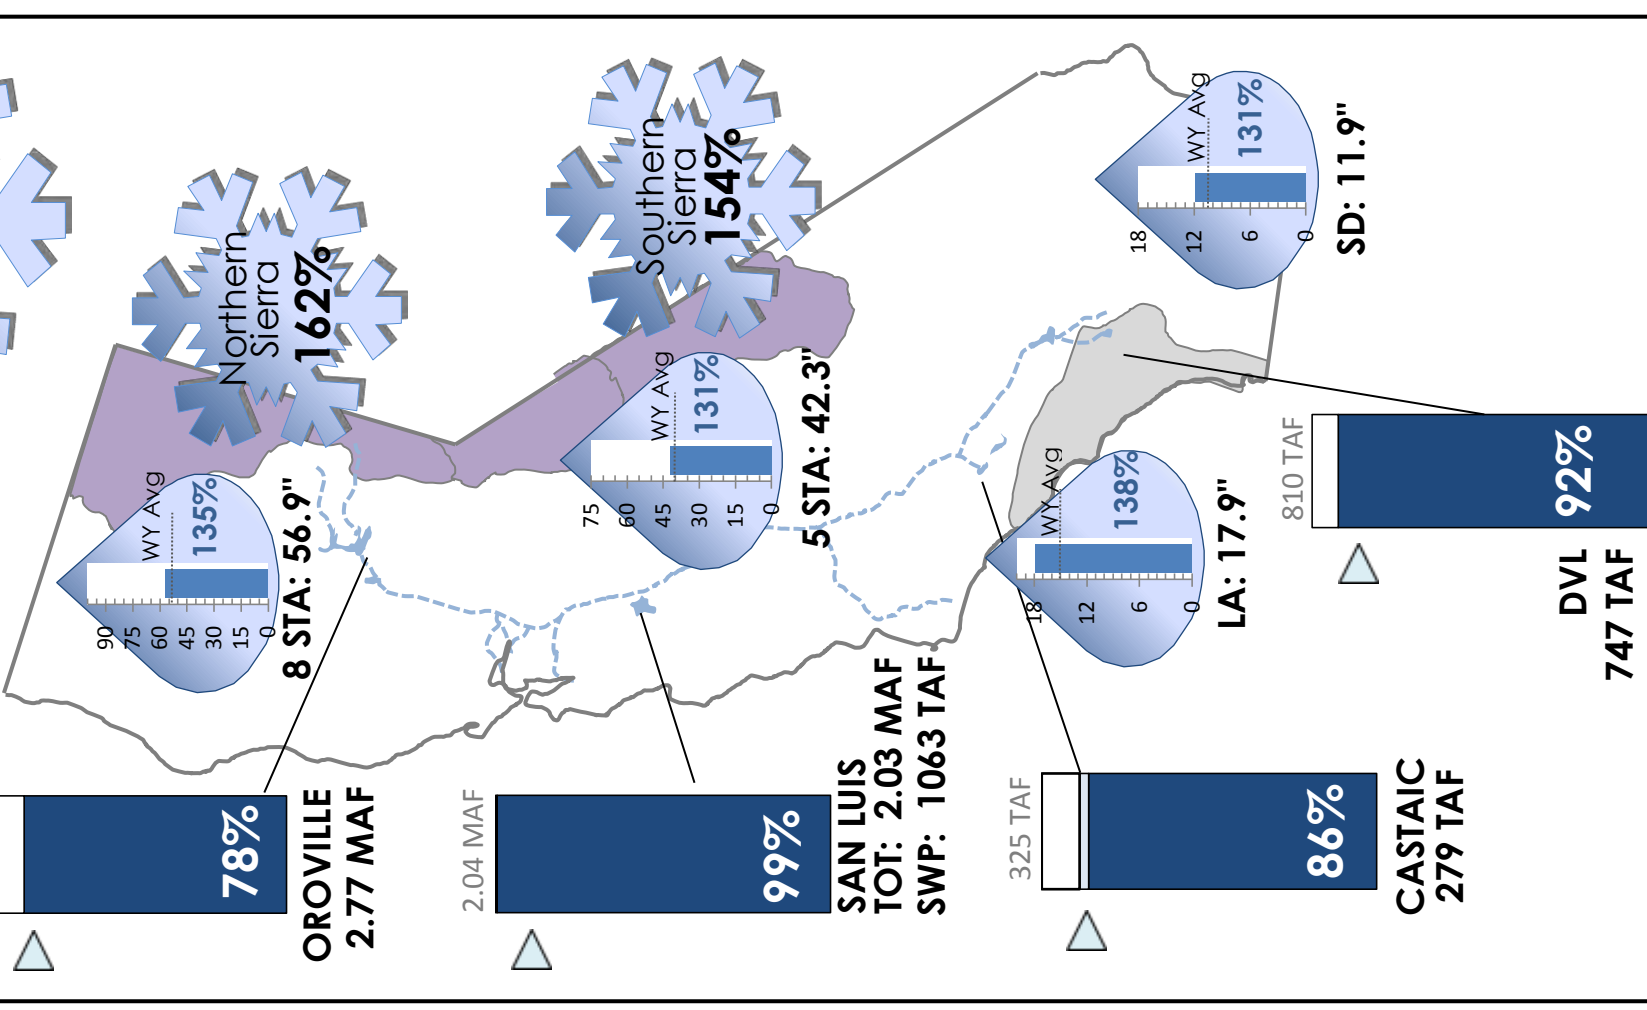 Northern
Sierra
162%
Southern
Sierra
154%
WY Avg
135%
90
75
60
45
30
15
0
8 STA: 56.9"
WY Avg
131%
75
60
45
30
15
0
5 STA: 42.3"
WY Avg
138%
18
12
6
0
LA: 17.9"
WY Avg
131%
18
12
6
0
SD: 11.9"
78%
OROVILLE
2.77 MAF
2.04 MAF
99%
SAN LUIS
TOT: 2.03 MAF
SWP: 1063 TAF
325 TAF
86%
CASTAIC
279 TAF
810 TAF
92%
DVL
747 TAF